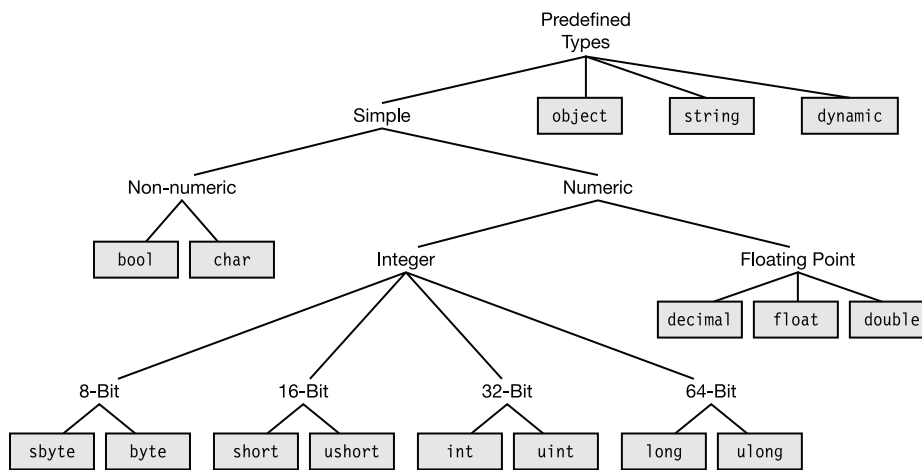 Predefined
Types
Simple
object
string
dynamic
Non-numeric
Numeric
bool
char
Integer
Floating Point
decimal
float
double
8-Bit
16-Bit
32-Bit
64-Bit
sbyte
byte
short
ushort
int
uint
long
ulong